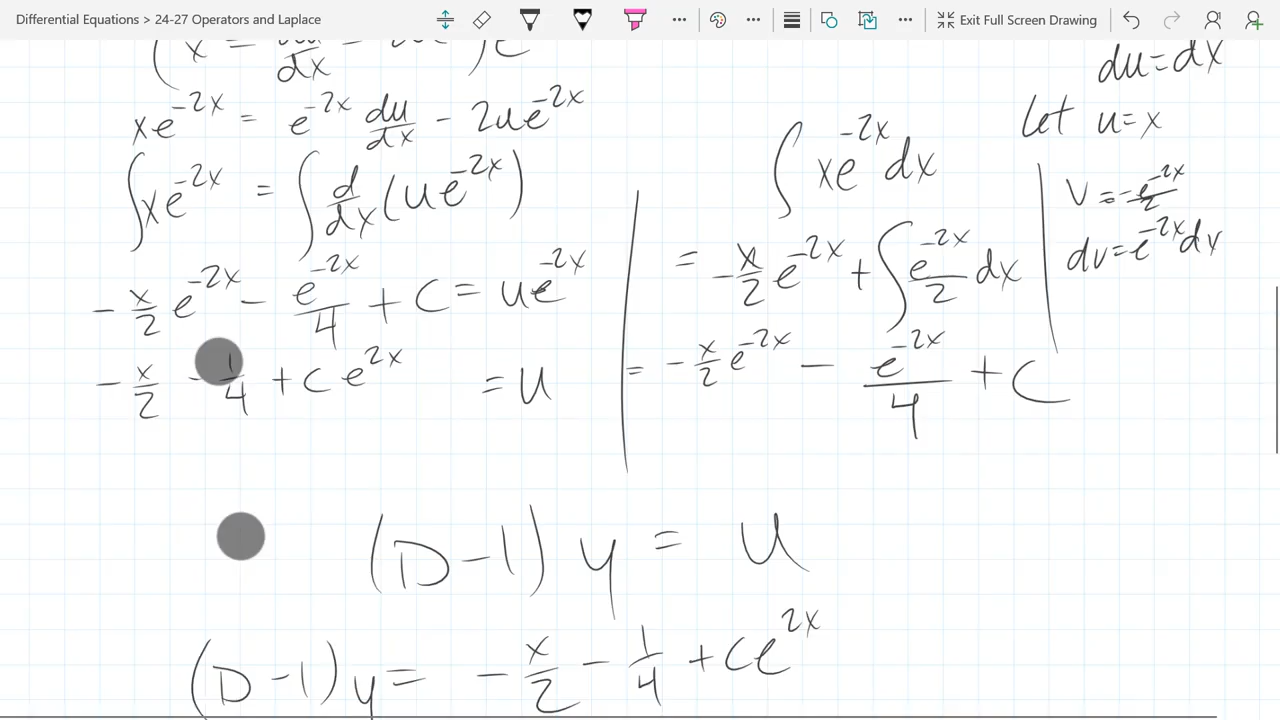 Differential Equations > 24-27 Operators and Laplace
Exit Full Screen Drawing
dx
xe^{-2x} = e^{-2x} du/dx - 2ue^{-2x}
∫xe^{-2x} = ∫ d/dx (ue^{-2x})
-x/2 e^{-2x} - e^{-2x}/4 + C = ue^{-2x}
-x/2 - 1/4 + Ce^{2x} = u
∫xe^{-2x}dx
= -x/2 e^{-2x} + ∫ e^{-2x}/2 dx
= -x/2 e^{-2x} - e^{-2x}/4 + C
du=dx
Let u=x
v = -e^{-2x}/2
dv=e^{-2x}dx
(D-1)y = u
(D-1)y = -x/2 - 1/4 + Ce^{2x}